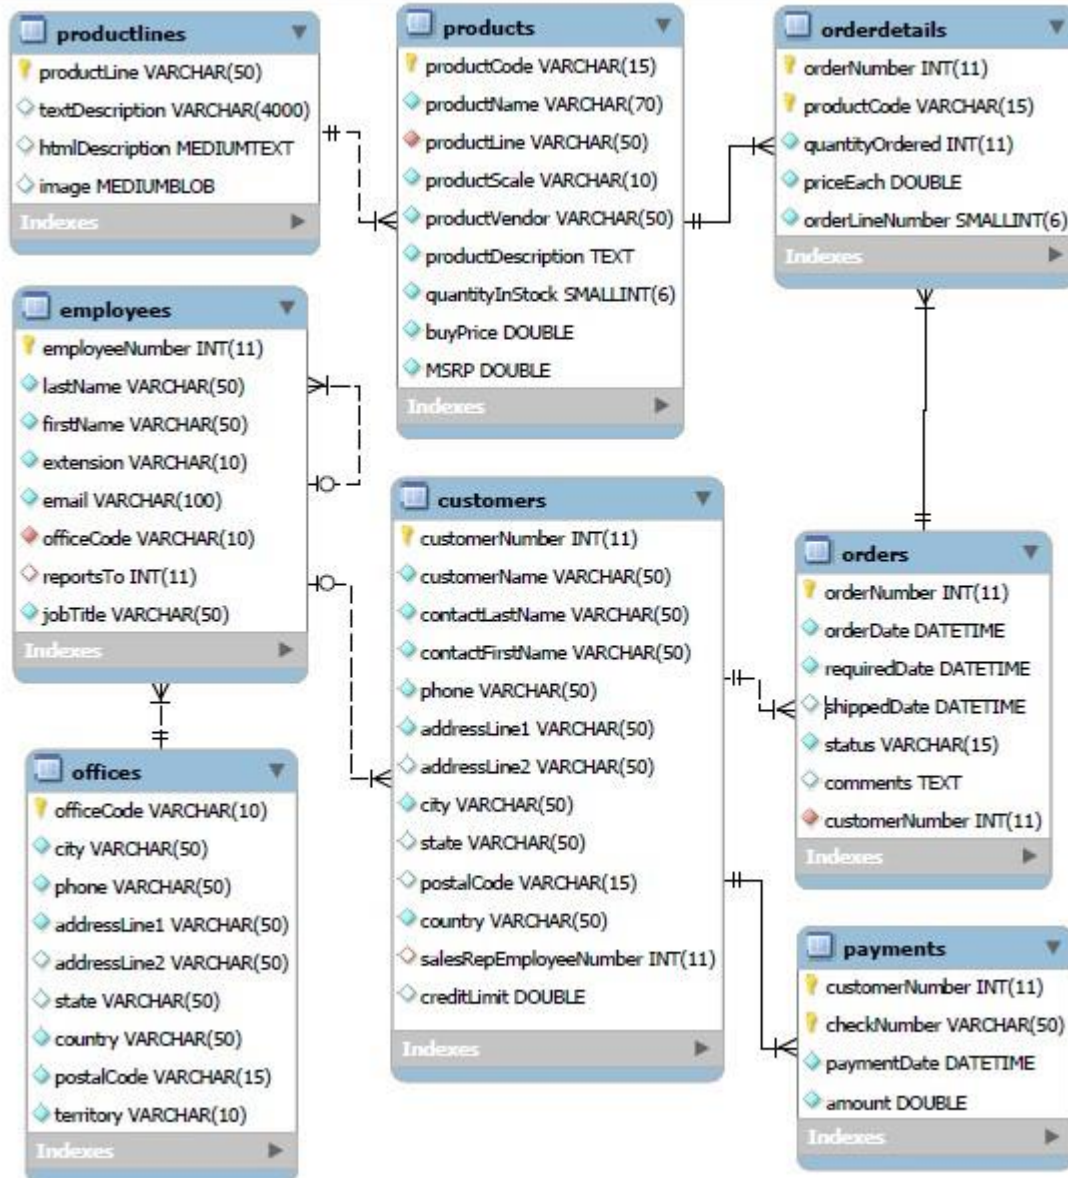 productlines
productLine VARCHAR(50)
textDescription VARCHAR(4000)
htmlDescription MEDIUMTEXT
image MEDIUMBLOB
Indexes
products
productCode VARCHAR(15)
productName VARCHAR(70)
productLine VARCHAR(50)
productScale VARCHAR(10)
productVendor VARCHAR(50)
productDescription TEXT
quantityInStock SMALLINT(6)
buyPrice DOUBLE
MSRP DOUBLE
Indexes
orderdetails
orderNumber INT(11)
productCode VARCHAR(15)
quantityOrdered INT(11)
priceEach DOUBLE
orderLineNumber SMALLINT(6)
Indexes
employees
employeeNumber INT(11)
lastName VARCHAR(50)
firstName VARCHAR(50)
extension VARCHAR(10)
email VARCHAR(100)
officeCode VARCHAR(10)
reportsTo INT(11)
jobTitle VARCHAR(50)
Indexes
customers
customerNumber INT(11)
customerName VARCHAR(50)
contactLastName VARCHAR(50)
contactFirstName VARCHAR(50)
phone VARCHAR(50)
addressLine1 VARCHAR(50)
addressLine2 VARCHAR(50)
city VARCHAR(50)
state VARCHAR(50)
postalCode VARCHAR(15)
country VARCHAR(50)
salesRepEmployeeNumber INT(11)
creditLimit DOUBLE
Indexes
orders
orderNumber INT(11)
orderDate DATETIME
requiredDate DATETIME
shippedDate DATETIME
status VARCHAR(15)
comments TEXT
customerNumber INT(11)
Indexes
offices
officeCode VARCHAR(10)
city VARCHAR(50)
phone VARCHAR(50)
addressLine1 VARCHAR(50)
addressLine2 VARCHAR(50)
state VARCHAR(50)
country VARCHAR(50)
postalCode VARCHAR(15)
territory VARCHAR(10)
Indexes
payments
customerNumber INT(11)
checkNumber VARCHAR(50)
paymentDate DATETIME
amount DOUBLE
Indexes